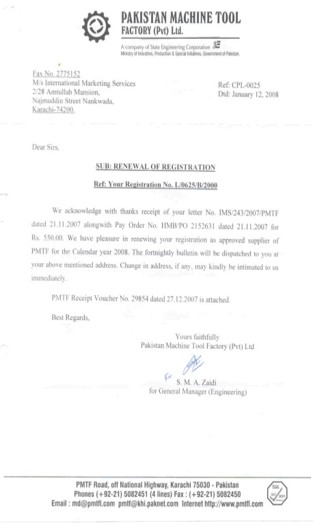 PAKISTAN MACHINE TOOL
FACTORY (Pvt) Ltd.
A company of State Engineering Corporation
Ministry of Industries, Production & Special Initiatives, Government of Pakistan.
Fax No. 2775152
M/s International Marketing Services
2/28 Amtullah Mansion,
Najmuddin Street Nankwada,
Karachi-74200.
Ref: CPL-0025
Dtd: January 12, 2008
Dear Sirs,
SUB: RENEWAL OF REGISTRATION
Ref: Your Registration No. L/0625/B/2000
We acknowledge with thanks receipt of your letter No. IMS/243/2007/PMTF
dated 21.11.2007 alongwith Pay Order No. HMB/PO 2152631 dated 21.11.2007 for
Rs. 550.00. We have pleasure in renewing your registration as approved supplier of
PMTF for the Calendar year 2008. The fortnightly bulletin will be dispatched to you at
your above mentioned address. Change in address, if any, may kindly be intimated to us
immediately.
PMTF Receipt Voucher No. 29854 dated 27.12.2007 is attached.
Best Regards,
Yours faithfully
Pakistan Machine Tool Factory (Pvt) Ltd
For
S. M. A. Zaidi
for General Manager (Engineering)
PMTF Road, off National Highway, Karachi 75030 - Pakistan
Phones (+92-21) 5082451 (4 lines) Fax : (+92-21) 5082450
Email : md@pmtfl.com pmtfl@khi.paknet.com Internet http://www.pmtfl.com